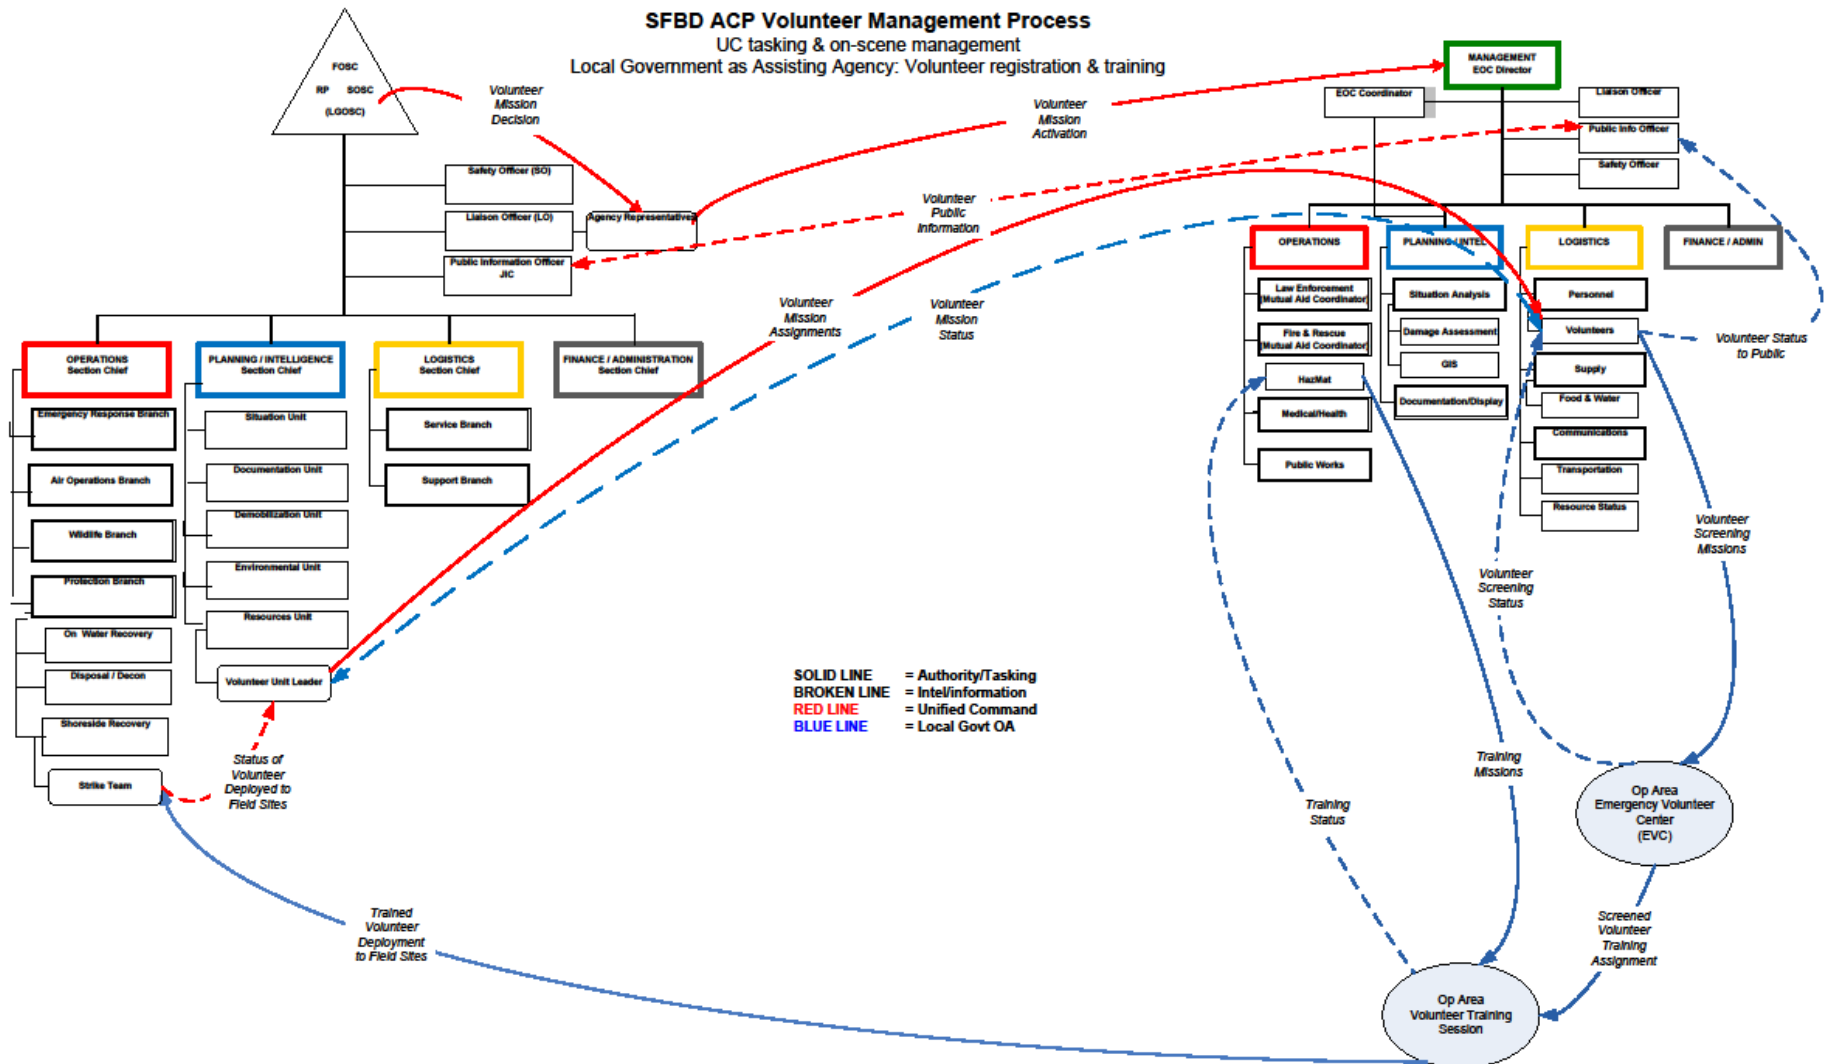 SFBD ACP Volunteer Management Process
UC tasking & on-scene management
Local Government as Assisting Agency: Volunteer registration & training
FOSC
RP SOSC
(LGOSC)
Volunteer
Mission
Decision
Safety Officer (SO)
Liaison Officer (LO)
Agency Representatives
Public Information Officer
JIC
OPERATIONS
Section Chief
PLANNING / INTELLIGENCE
Section Chief
LOGISTICS
Section Chief
FINANCE / ADMINISTRATION
Section Chief
Emergency Response Branch
Air Operations Branch
Wildlife Branch
Protection Branch
On Water Recovery
Disposal / Decon
Shoreside Recovery
Strike Team
Situation Unit
Documentation Unit
Demobilization Unit
Environmental Unit
Resources Unit
Volunteer Unit Leader
Service Branch
Support Branch
Status of
Volunteer
Deployed to
Field Sites
Trained
Volunteer
Deployment
to Field Sites
Volunteer
Mission
Activation
Volunteer
Public
Information
Volunteer
Mission
Assignments
Volunteer
Mission
Status
SOLID LINE = Authority/Tasking
BROKEN LINE = Intel/Information
RED LINE = Unified Command
BLUE LINE = Local Govt OA
MANAGEMENT
EOC Director
EOC Coordinator
Liaison Officer
Public Info Officer
Safety Officer
OPERATIONS
PLANNING / INTEL
LOGISTICS
FINANCE / ADMIN
Law Enforcement
(Mutual Aid Coordinator)
Fire & Rescue
(Mutual Aid Coordinator)
HazMat
Medical/Health
Public Works
Situation Analysis
Damage Assessment
GIS
Documentation/Display
Personnel
Volunteers
Supply
Food & Water
Communications
Transportation
Resource Status
Volunteer Status
to Public
Volunteer
Screening
Missions
Volunteer
Screening
Status
Training
Missions
Training
Status
Op Area
Emergency Volunteer
Center
(EVC)
Screened
Volunteer
Training
Assignment
Op Area
Volunteer Training
Session